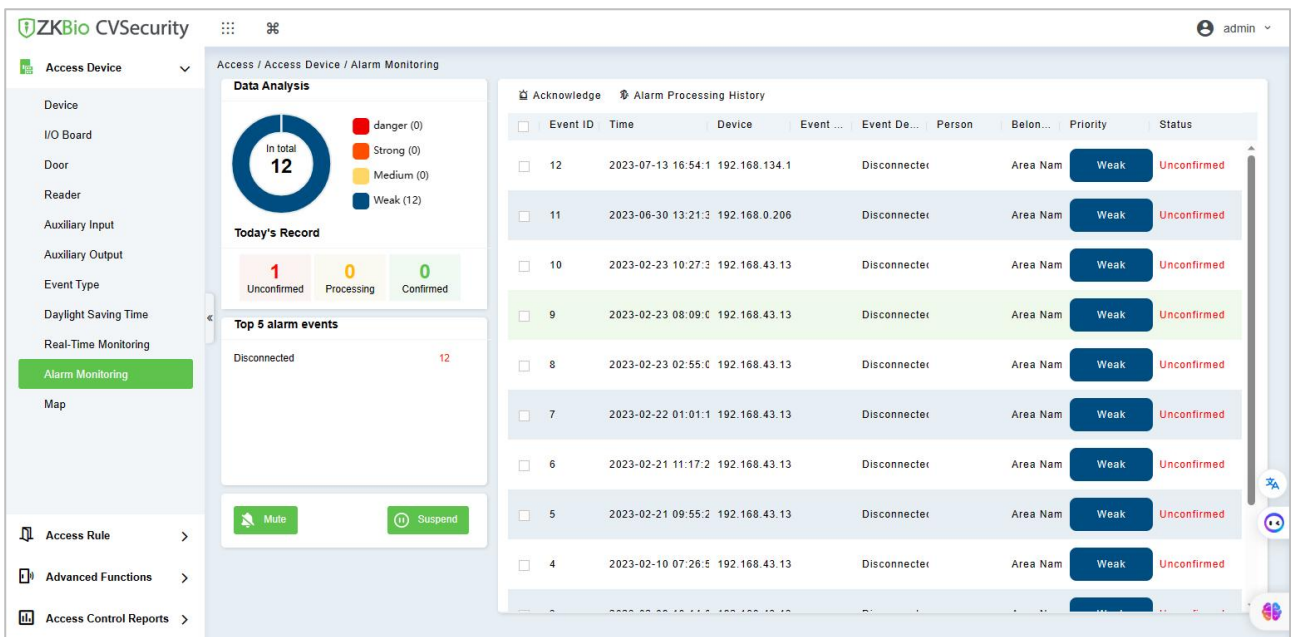 ZKBio CVSecurity
admin
Access Device
Device
I/O Board
Door
Reader
Auxiliary Input
Auxiliary Output
Event Type
Daylight Saving Time
Real-Time Monitoring
Alarm Monitoring
Map
Access Rule
Advanced Functions
Access Control Reports
Access / Access Device / Alarm Monitoring
Data Analysis
In total
12
danger (0)
Strong (0)
Medium (0)
Weak (12)
Today's Record
1 0 0
Unconfirmed Processing Confirmed
Top 5 alarm events
Disconnected 12
Mute Suspend
Acknowledge Alarm Processing History
Event ID Time Device Event ... Event De... Person Belon... Priority Status
12 2023-07-13 16:54:1 192.168.134.1 Disconnected Area Nam Weak Unconfirmed
11 2023-06-30 13:21:3 192.168.0.206 Disconnected Area Nam Weak Unconfirmed
10 2023-02-23 10:27:3 192.168.43.13 Disconnected Area Nam Weak Unconfirmed
9 2023-02-23 08:09:0 192.168.43.13 Disconnected Area Nam Weak Unconfirmed
8 2023-02-23 02:55:0 192.168.43.13 Disconnected Area Nam Weak Unconfirmed
7 2023-02-22 01:01:1 192.168.43.13 Disconnected Area Nam Weak Unconfirmed
6 2023-02-21 11:17:2 192.168.43.13 Disconnected Area Nam Weak Unconfirmed
5 2023-02-21 09:55:2 192.168.43.13 Disconnected Area Nam Weak Unconfirmed
4 2023-02-10 07:26:5 192.168.43.13 Disconnected Area Nam Weak Unconfirmed